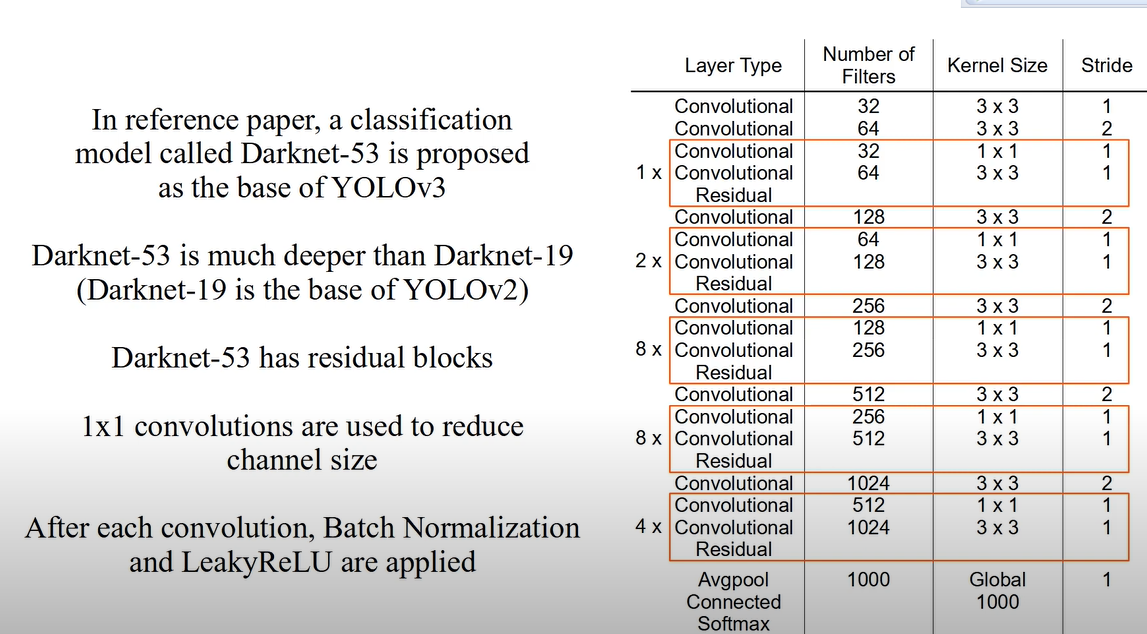 In reference paper, a classification
model called Darknet-53 is proposed
as the base of YOLOv3
Darknet-53 is much deeper than Darknet-19
(Darknet-19 is the base of YOLOv2)
Darknet-53 has residual blocks
1x1 convolutions are used to reduce
channel size
After each convolution, Batch Normalization
and LeakyReLU are applied
Layer Type Number of Filters Kernel Size Stride
Convolutional 32 3 x 3 1
Convolutional 64 3 x 3 2
Convolutional 32 1 x 1 1
1 x Convolutional 64 3 x 3 1
Residual
Convolutional 128 3 x 3 2
Convolutional 64 1 x 1 1
2 x Convolutional 128 3 x 3 1
Residual
Convolutional 256 3 x 3 2
Convolutional 128 1 x 1 1
8 x Convolutional 256 3 x 3 1
Residual
Convolutional 512 3 x 3 2
Convolutional 256 1 x 1 1
8 x Convolutional 512 3 x 3 1
Residual
Convolutional 1024 3 x 3 2
Convolutional 512 1 x 1 1
4 x Convolutional 1024 3 x 3 1
Residual
Avgpool 1000 Global 1
Connected 1000
Softmax